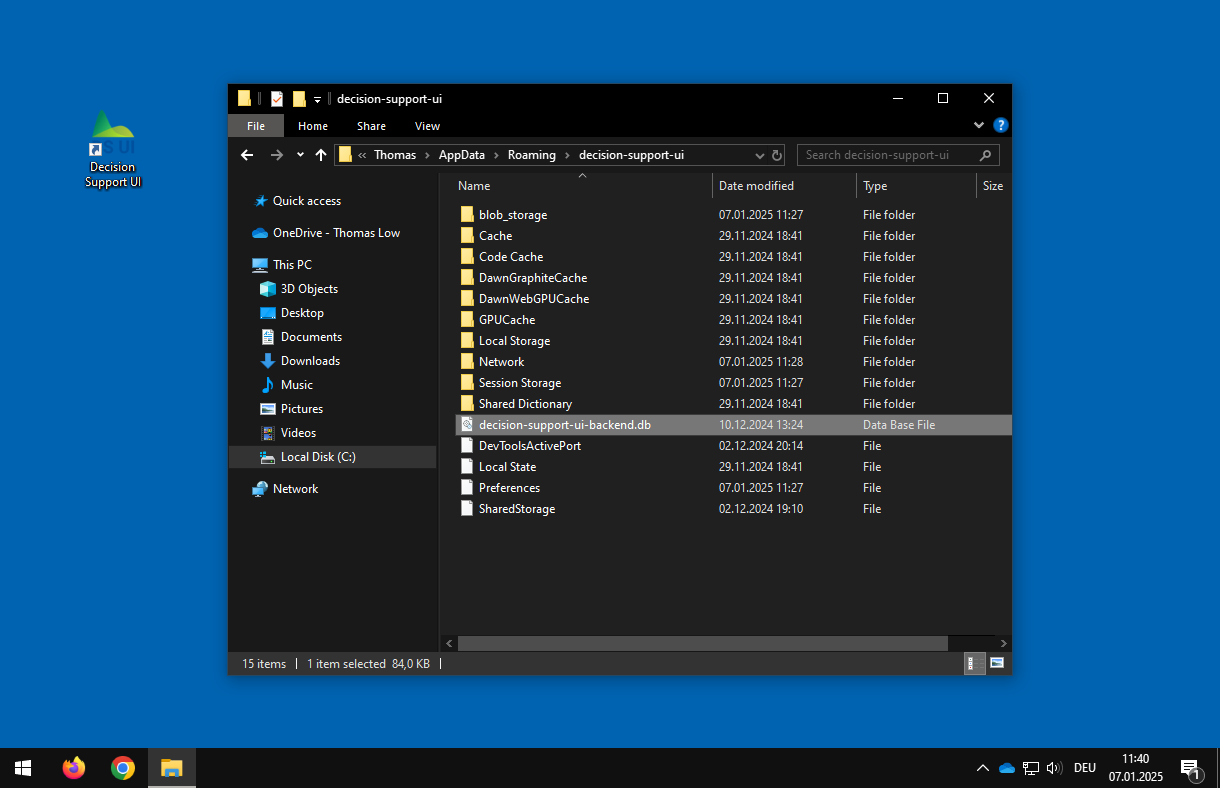 decision-support-ui
File Home Share View
« Thomas › AppData › Roaming › decision-support-ui
Search decision-support-ui
S UI
Decision
Support UI
Quick access
OneDrive - Thomas Low
This PC
3D Objects
Desktop
Documents
Downloads
Music
Pictures
Videos
Local Disk (C:)
Network
Name Date modified Type Size
blob_storage 07.01.2025 11:27 File folder
Cache 29.11.2024 18:41 File folder
Code Cache 29.11.2024 18:41 File folder
DawnGraphiteCache 29.11.2024 18:41 File folder
DawnWebGPUCache 29.11.2024 18:41 File folder
GPUCache 29.11.2024 18:41 File folder
Local Storage 29.11.2024 18:41 File folder
Network 07.01.2025 11:28 File folder
Session Storage 07.01.2025 11:27 File folder
Shared Dictionary 29.11.2024 18:41 File folder
decision-support-ui-backend.db 10.12.2024 13:24 Data Base File
DevToolsActivePort 02.12.2024 20:14 File
Local State 29.11.2024 18:41 File
Preferences 07.01.2025 11:27 File
SharedStorage 02.12.2024 19:10 File
15 items 1 item selected 84,0 KB
DEU
11:40
07.01.2025
1